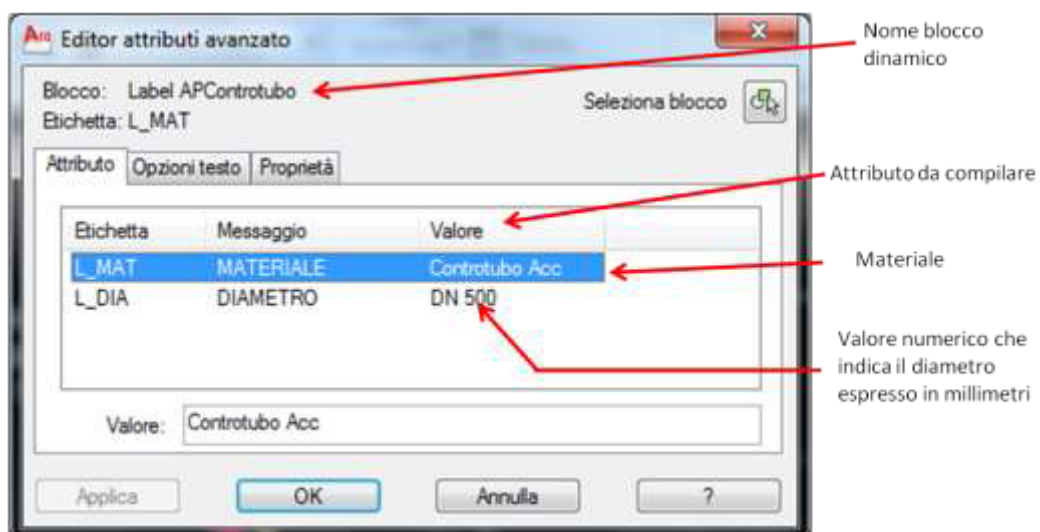 Editor attributi avanzato
Nome blocco
dinamico
Blocco: Label APControtubo
Seleziona blocco
Etichetta: L_MAT
Attributo Opzioni testo Proprietà
Attributo da compilare
Etichetta Messaggio Valore
L_MAT MATERIALE Controtubo Acc
Materiale
L_DIA DIAMETRO DN 500
Valore numerico che
indica il diametro
espresso in millimetri
Valore: Controtubo Acc
Applica OK Annulla ?